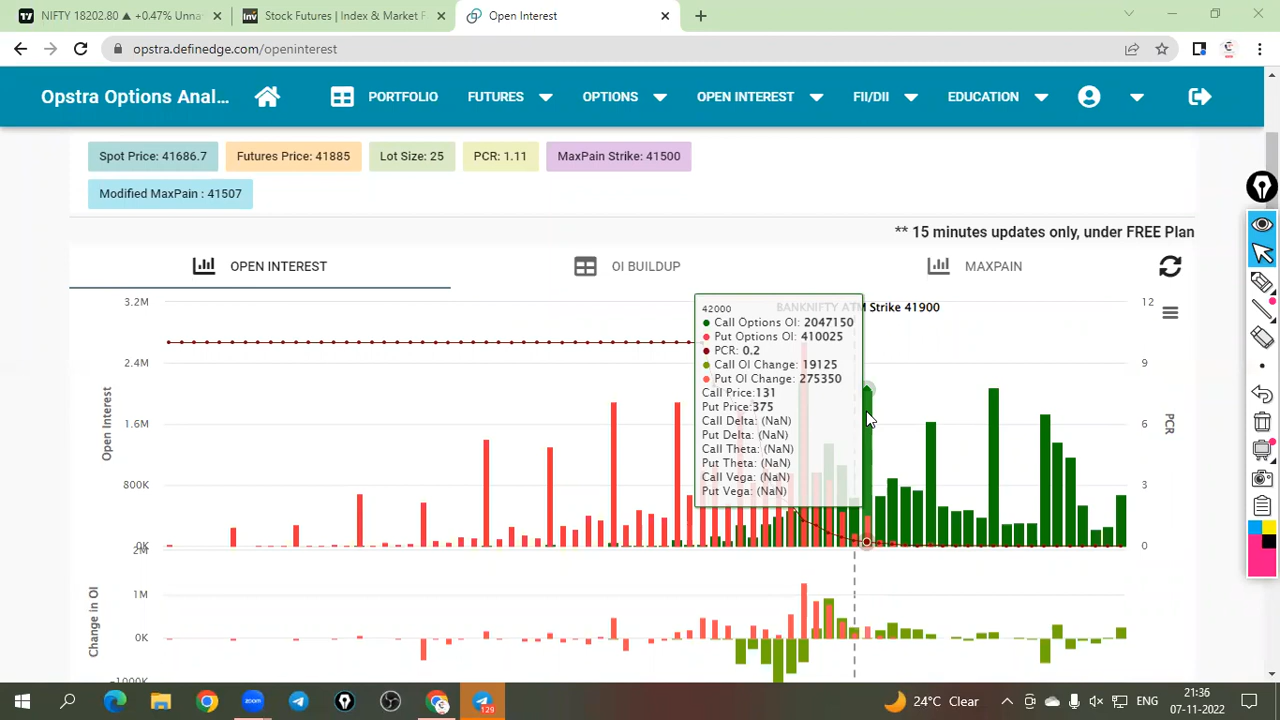 NIFTY 18202.80 ▲ +0.47% Unna
Stock Futures | Index & Market F
Open Interest
opstra.definedge.com/openinterest
Opstra Options Anal...
PORTFOLIO
FUTURES
OPTIONS
OPEN INTEREST
FII/DII
EDUCATION
Spot Price: 41686.7
Futures Price: 41885
Lot Size: 25
PCR: 1.11
MaxPain Strike: 41500
Modified MaxPain : 41507
** 15 minutes updates only, under FREE Plan
OPEN INTEREST
OI BUILDUP
MAXPAIN
BANKNIFTY ATM Strike 41900
42000
Call Options OI: 2047150
Put Options OI: 410025
PCR: 0.2
Call OI Change: 19125
Put OI Change: 275350
Call Price:131
Put Price:375
Call Delta: (NaN)
Put Delta: (NaN)
Call Theta: (NaN)
Put Theta: (NaN)
Call Vega: (NaN)
Put Vega: (NaN)
3.2M
2.4M
1.6M
800K
0K
Open Interest
12
9
6
3
0
PCR
2M
1M
0K
-1000K
Change in OI
129
24°C Clear
ENG
21:36
07-11-2022